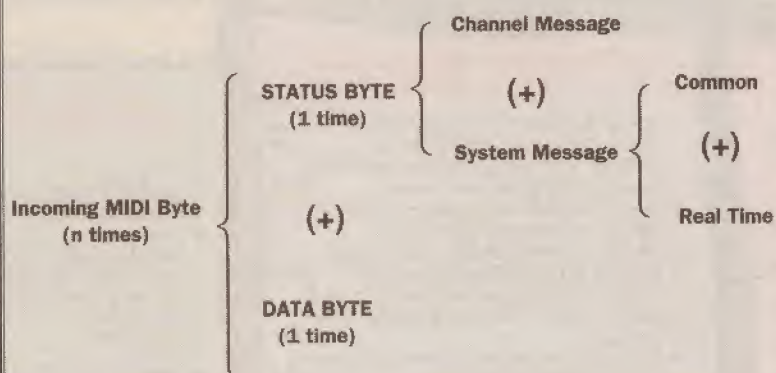 Channel Message
STATUS BYTE
(1 time)
(+)
Common
System Message
(+)
Incoming MIDI Byte
(n times)
(+)
Real Time
DATA BYTE
(1 time)